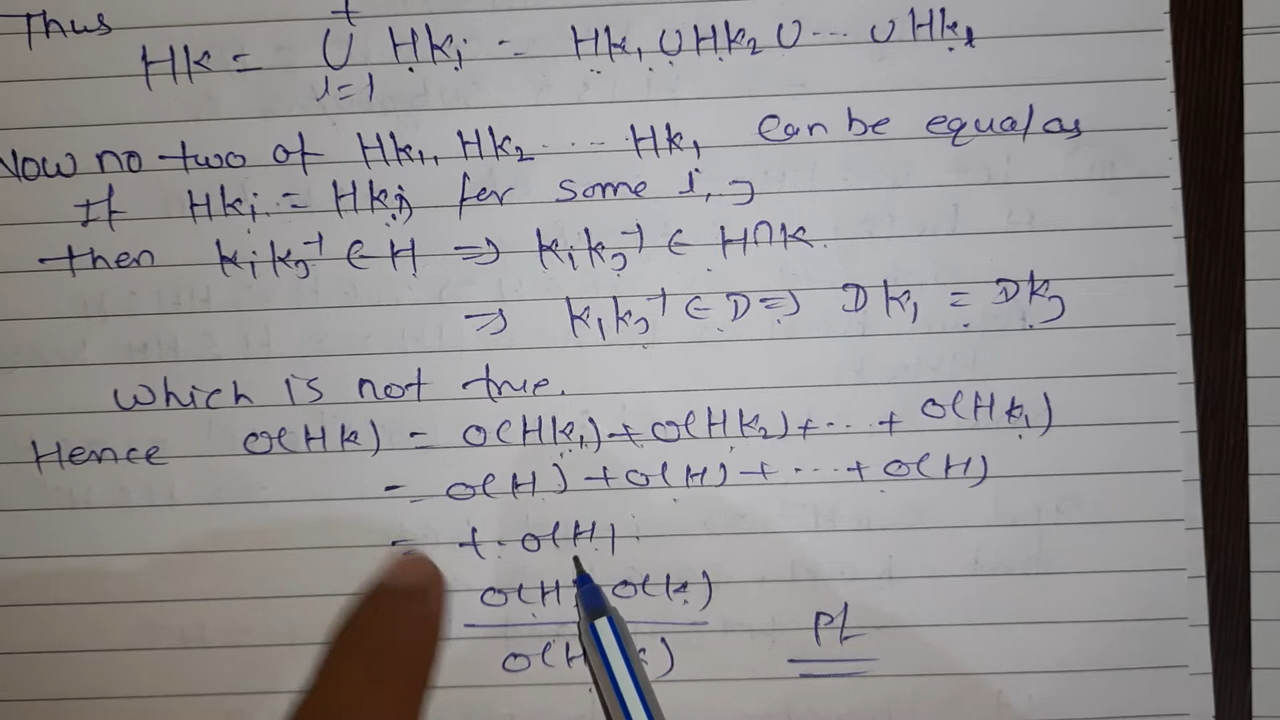 Thus
Hk = t ∪ i=1 Hki = Hk1 ∪ Hk2 ∪ ... ∪ Hkt
Now no two of Hk1, Hk2 ... Hkt can be equal as
If Hki = Hkj for some i, j
then kikj⁻¹ ∈ H ⇒ kikj⁻¹ ∈ H∩K.
⇒ kikj⁻¹ ∈ D ⇒ Dki = Dkj
which is not true.
Hence O(Hk) = O(Hk1) + O(Hk2) + ... + O(Hkt)
= O(H) + O(H) + ... + O(H)
= t. O(H)
O(H) O(k)
O(H k)